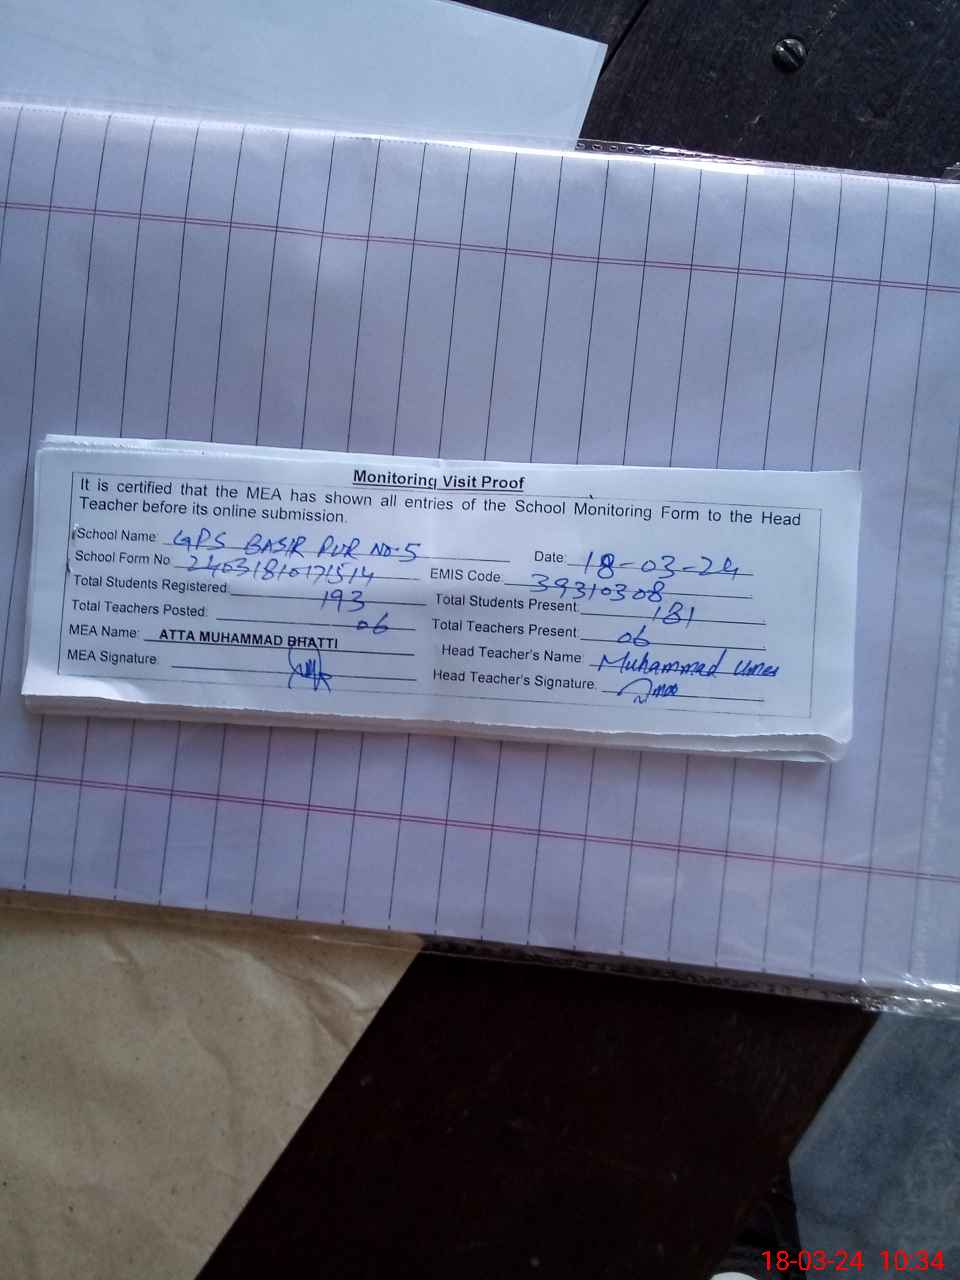 Monitoring Visit Proof
It is certified that the MEA has shown all entries of the School Monitoring Form to the Head
Teacher before its online submission.
School Name: GPS BASIR PUR NO-5 Date: 18-03-24
School Form No 24031810171514 EMIS Code: 39310308
Total Students Registered: 193 Total Students Present: 181
Total Teachers Posted: 06 Total Teachers Present: 06
MEA Name: ATTA MUHAMMAD BHATTI Head Teacher's Name: Muhammad Umer
MEA Signature: Head Teacher's Signature:
18-03-24 10:34